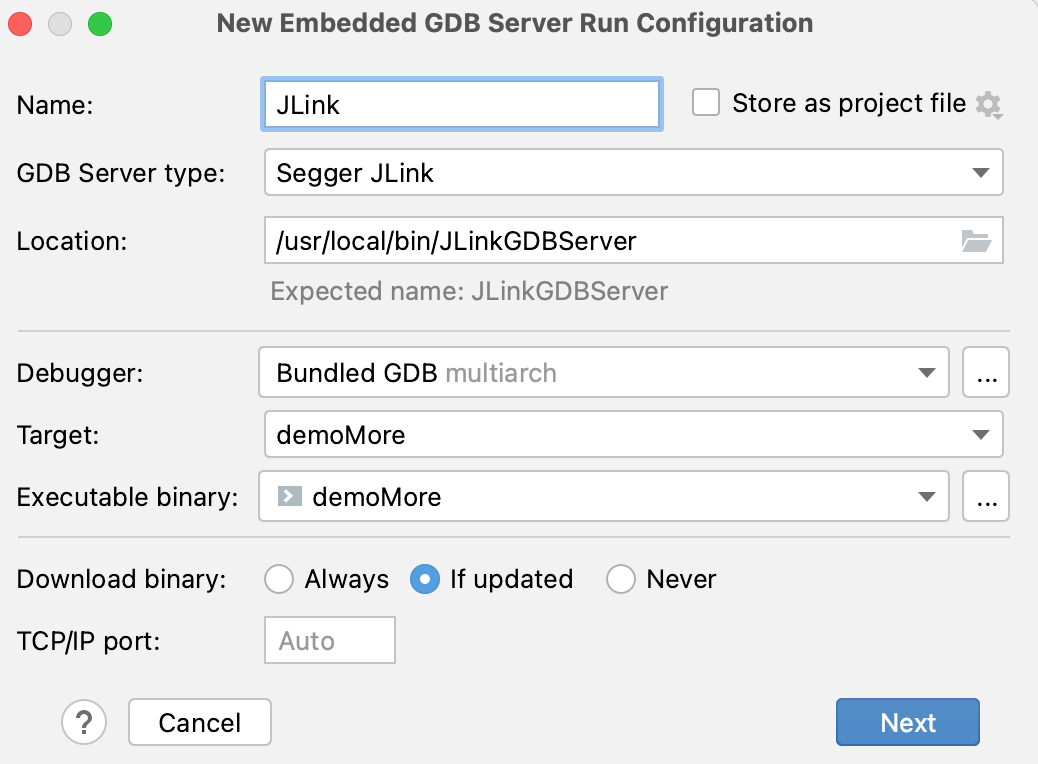 New Embedded GDB Server Run Configuration
Name: JLink Store as project file
GDB Server type: Segger JLink
Location: /usr/local/bin/JLinkGDBServer
Expected name: JLinkGDBServer
Debugger: Bundled GDB multiarch ...
Target: demoMore
Executable binary: demoMore ...
Download binary: Always If updated Never
TCP/IP port: Auto
? Cancel Next